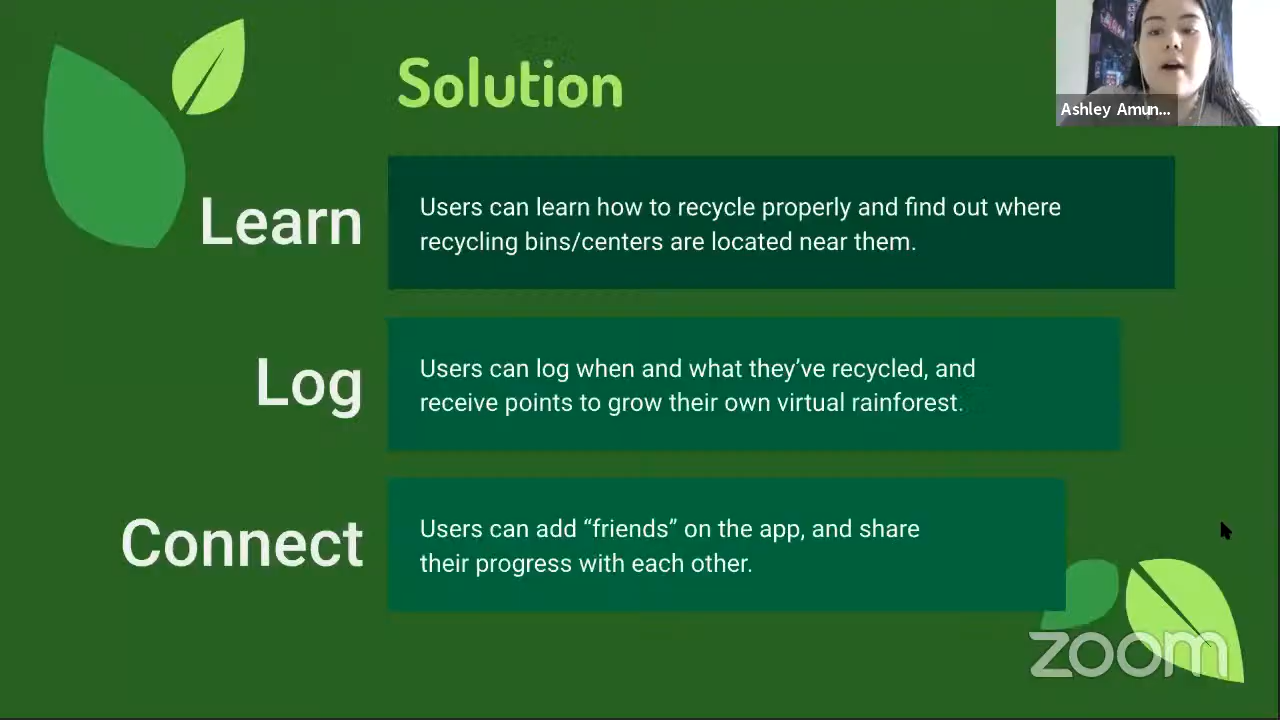 Solution
Ashley Amun...
Learn
Users can learn how to recycle properly and find out where
recycling bins/centers are located near them.
Log
Users can log when and what they’ve recycled, and
receive points to grow their own virtual rainforest.
Connect
Users can add “friends” on the app, and share
their progress with each other.
zoom